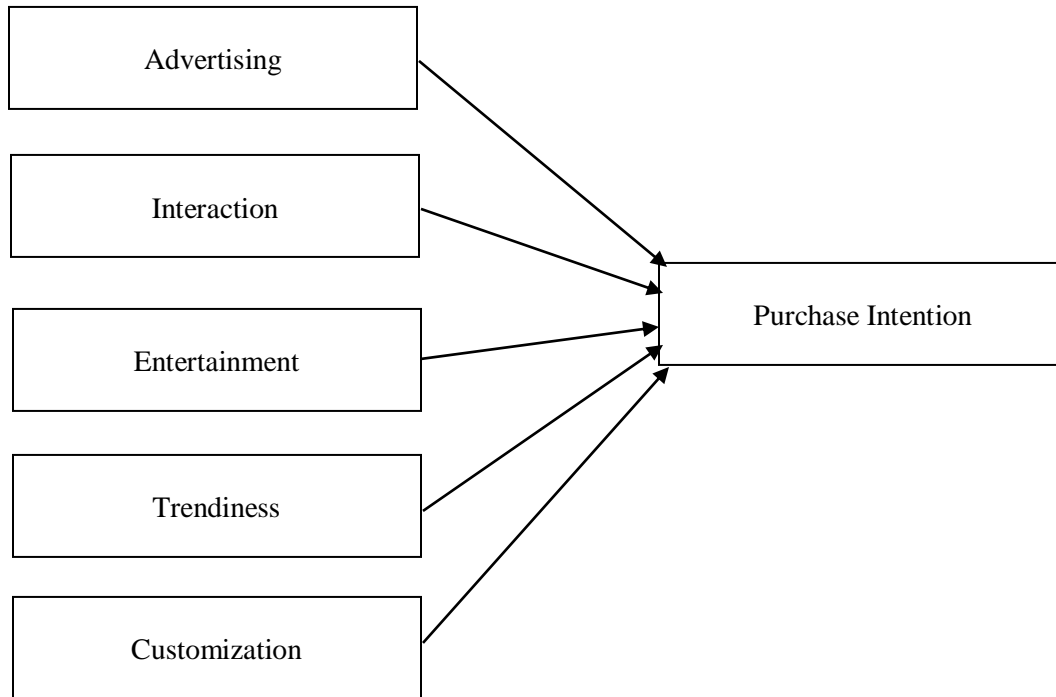 Advertising
Interaction
Entertainment
Purchase Intention
Trendiness
Customization